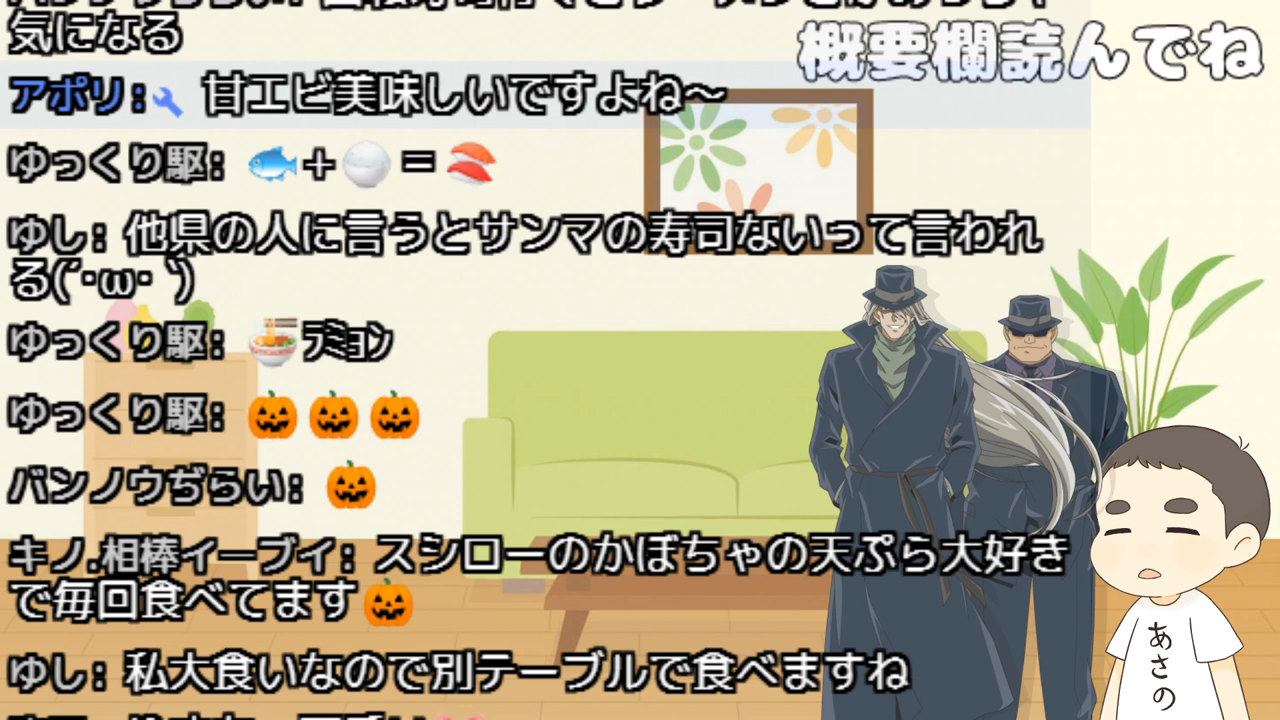 気になる
概要欄読んでね
アポリ:🔧 甘エビ美味しいですよね～
ゆっくり駆: 🐟+🍚＝🍣
ゆし: 他県の人に言うとサンマの寿司ないって言われ
る(´･ω･`)
ゆっくり駆: 🍜ﾗﾐｮﾝ
ゆっくり駆: 🎃🎃🎃
バンノウぢらい: 🎃
キノ.相棒イーブイ: スシローのかぼちゃの天ぷら大好き
で毎回食べてます🎃
ゆし: 私大食いなので別テーブルで食べますね
あさの